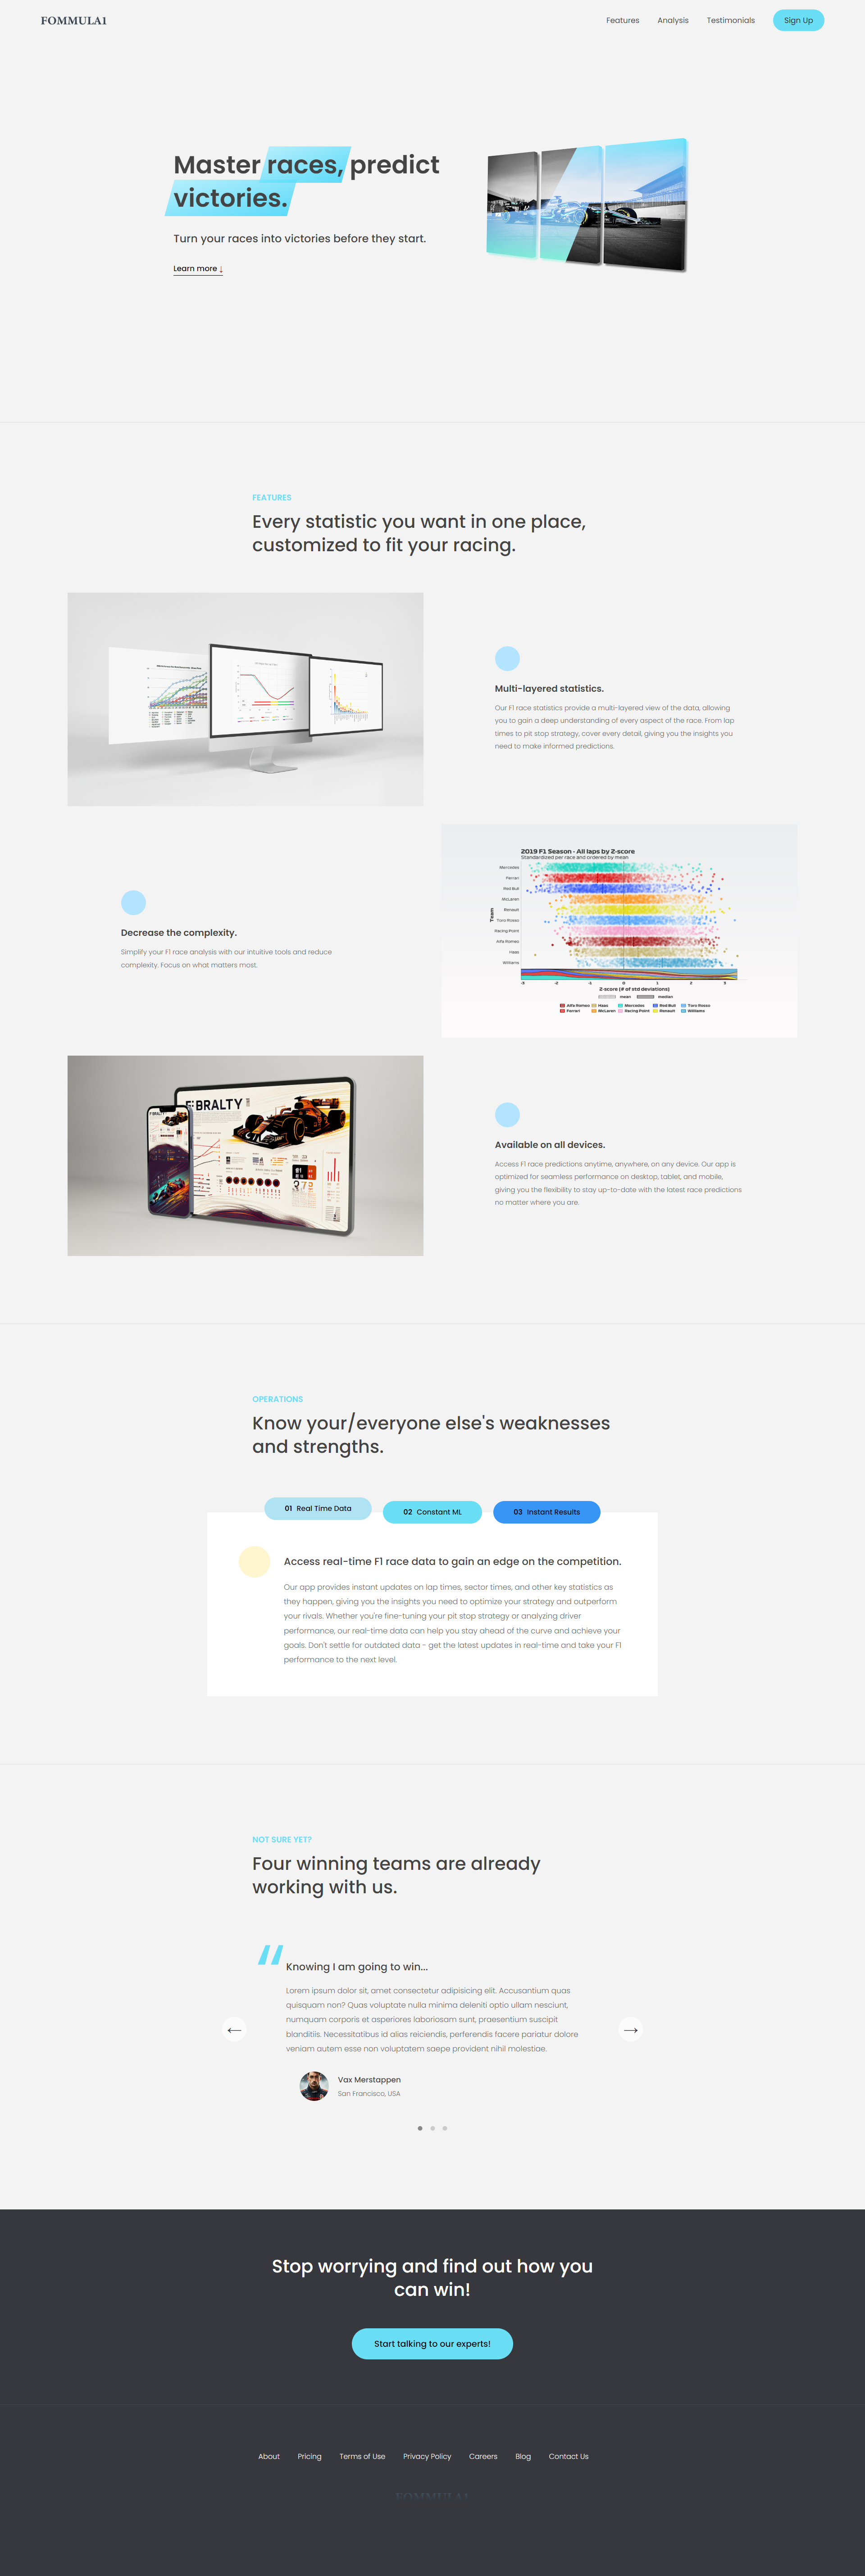 FOMMULA1
Features Analysis Testimonials Sign Up
Master races, predict
victories.
Turn your races into victories before they start.
Learn more ↓
FEATURES
Every statistic you want in one place,
customized to fit your racing.
Multi-layered statistics.
Our F1 race statistics provide a multi-layered view of the data, allowing
you to gain a deep understanding of every aspect of the race. From lap
times to pit stop strategy, cover every detail, giving you the insights you
need to make informed predictions.
2019 F1 Season - All laps by Z-score
Standardized per race and ordered by mean
Team
Mercedes
Ferrari
Red Bull
McLaren
Renault
Toro Rosso
Racing Point
Alfa Romeo
Haas
Williams
-3 -2 -1 0 1 2 3
Z-score (# of std deviations)
mean median
Alfa Romeo Haas Mercedes Red Bull Toro Rosso
Ferrari McLaren Racing Point Renault Williams
Decrease the complexity.
Simplify your F1 race analysis with our intuitive tools and reduce
complexity. Focus on what matters most.
BRALTY
Available on all devices.
Access F1 race predictions anytime, anywhere, on any device. Our app is
optimized for seamless performance on desktop, tablet, and mobile,
giving you the flexibility to stay up-to-date with the latest race predictions
no matter where you are.
OPERATIONS
Know your/everyone else's weaknesses
and strengths.
01 Real Time Data
02 Constant ML
03 Instant Results
Access real-time F1 race data to gain an edge on the competition.
Our app provides instant updates on lap times, sector times, and other key statistics as
they happen, giving you the insights you need to optimize your strategy and outperform
your rivals. Whether you're fine-tuning your pit stop strategy or analyzing driver
performance, our real-time data can help you stay ahead of the curve and achieve your
goals. Don't settle for outdated data - get the latest updates in real-time and take your F1
performance to the next level.
NOT SURE YET?
Four winning teams are already
working with us.
Knowing I am going to win...
Lorem ipsum dolor sit, amet consectetur adipisicing elit. Accusantium quas
quisquam non? Quas voluptate nulla minima deleniti optio ullam nesciunt,
numquam corporis et asperiores laboriosam sunt, praesentium suscipit
blanditiis. Necessitatibus id alias reiciendis, perferendis facere pariatur dolore
veniam autem esse non voluptatem saepe provident nihil molestiae.
Vax Merstappen
San Francisco, USA
Stop worrying and find out how you
can win!
Start talking to our experts!
About Pricing Terms of Use Privacy Policy Careers Blog Contact Us
FOMMULA1